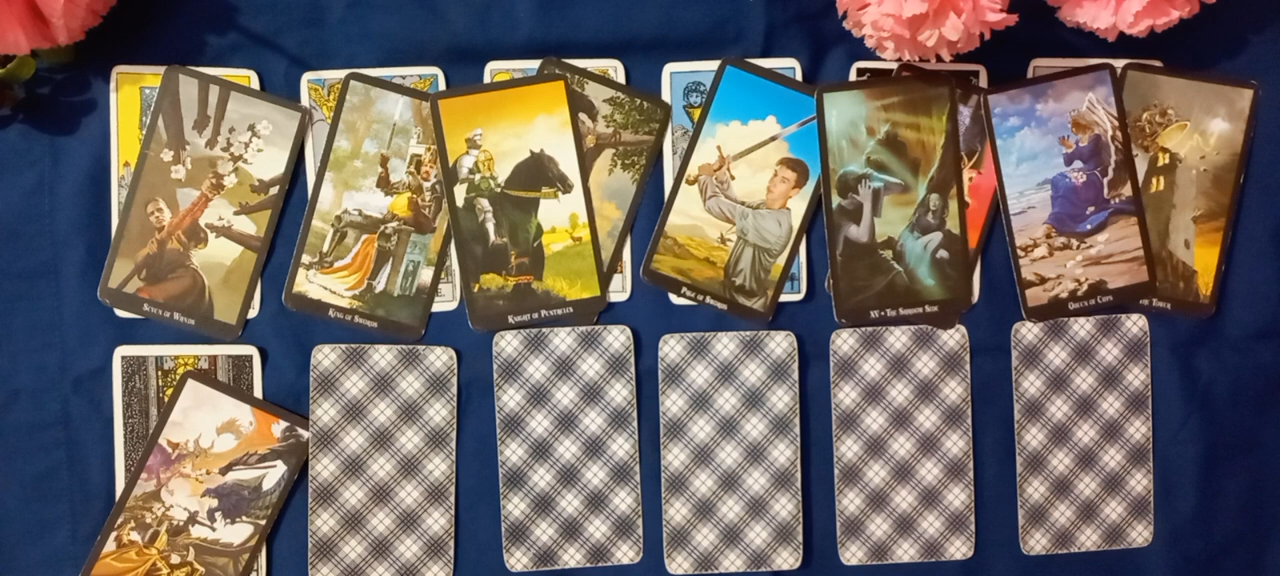 Seven of Wands
King of Swords
Knight of Pentacles
Page of Swords
XV • The Shadow Side
Queen of Cups
The Tower